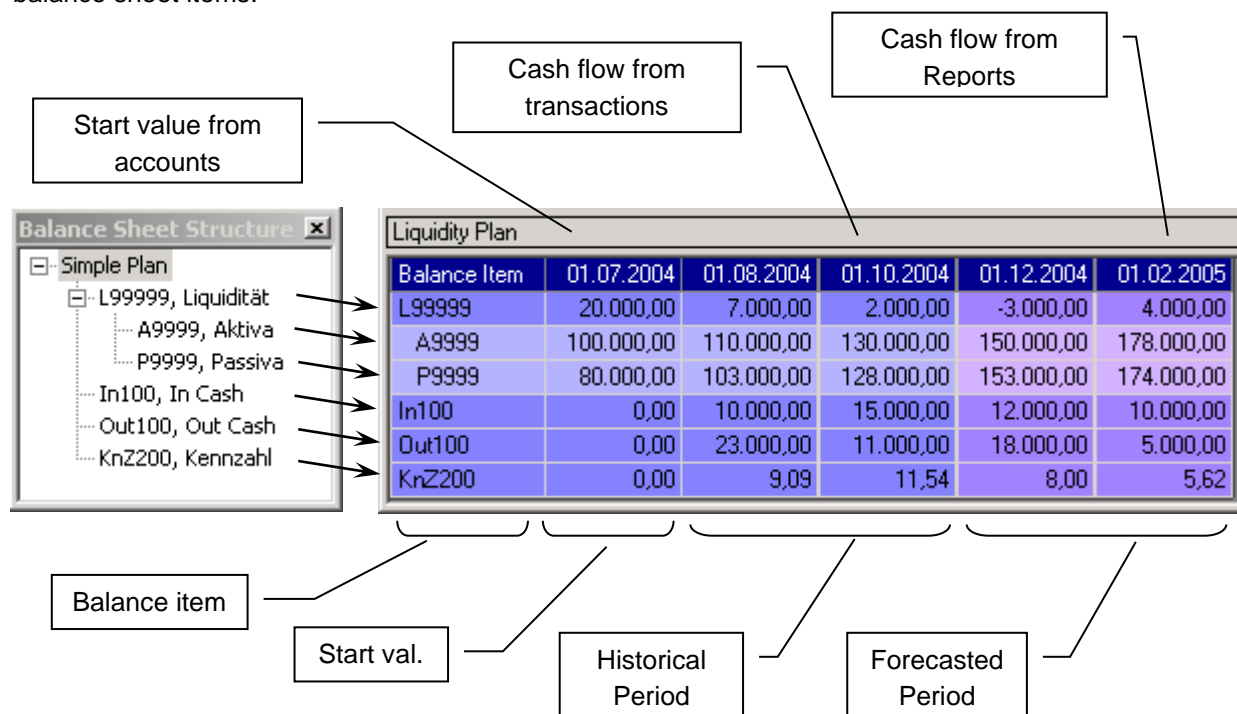 balance sheet items.
Cash flow from
Reports
Cash flow from
transactions
Start value from
accounts
Balance Sheet Structure
Simple Plan
L99999, Liquidität
A9999, Aktiva
P9999, Passiva
In100, In Cash
Out100, Out Cash
KnZ200, Kennzahl
Liquidity Plan
Balance Item 01.07.2004 01.08.2004 01.10.2004 01.12.2004 01.02.2005
L99999 20.000,00 7.000,00 2.000,00 -3.000,00 4.000,00
A9999 100.000,00 110.000,00 130.000,00 150.000,00 178.000,00
P9999 80.000,00 103.000,00 128.000,00 153.000,00 174.000,00
In100 0,00 10.000,00 15.000,00 12.000,00 10.000,00
Out100 0,00 23.000,00 11.000,00 18.000,00 5.000,00
KnZ200 0,00 9,09 11,54 8,00 5,62
Balance item
Start val.
Historical
Period
Forecasted
Period